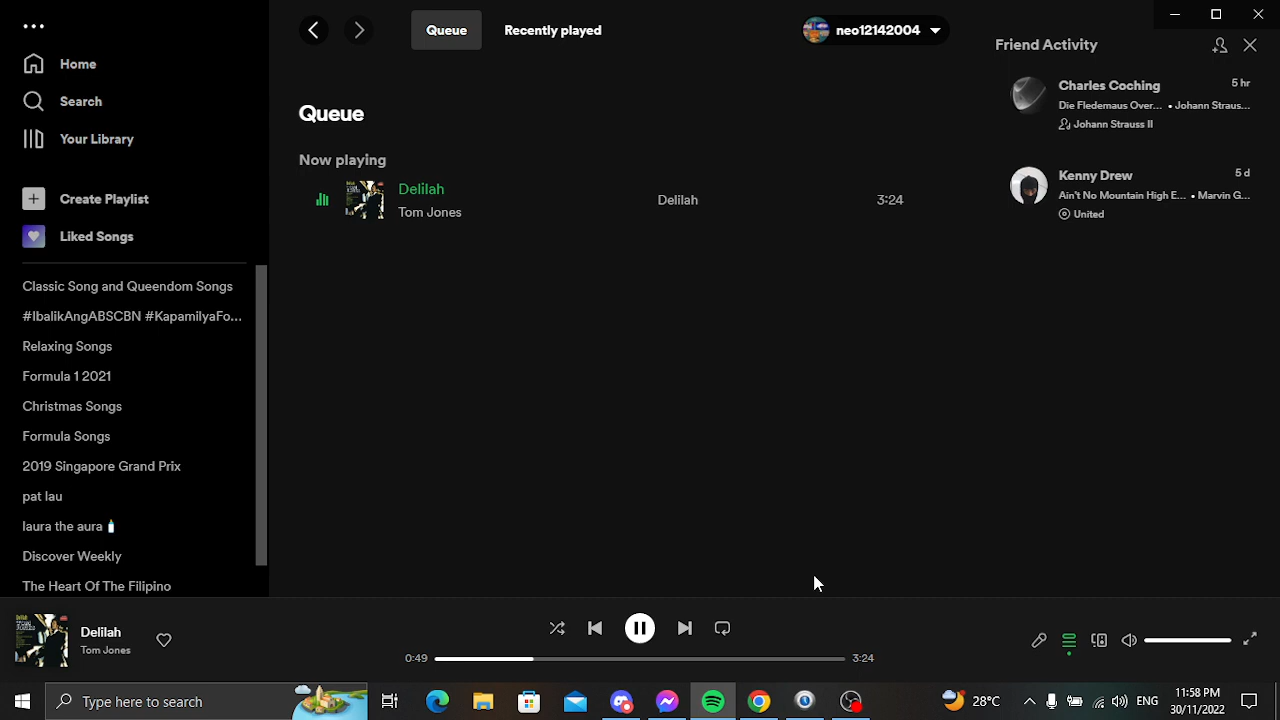 Home
Search
Your Library
Create Playlist
Liked Songs
Classic Song and Queendom Songs
#IbalikAngABSCBN #KapamilyaFo...
Relaxing Songs
Formula 1 2021
Christmas Songs
Formula Songs
2019 Singapore Grand Prix
pat lau
laura the aura
Discover Weekly
The Heart Of The Filipino
Queue
Recently played
neo12142004
Queue
Now playing
Delilah
Tom Jones
Delilah
3:24
Friend Activity
Charles Coching
5 hr
Die Fledemaus Over... • Johann Straus...
Johann Strauss II
Kenny Drew
5 d
Ain't No Mountain High E... • Marvin G...
United
Delilah
Tom Jones
0:49
3:24
Type here to search
28°C
ENG
11:58 PM
30/11/2022